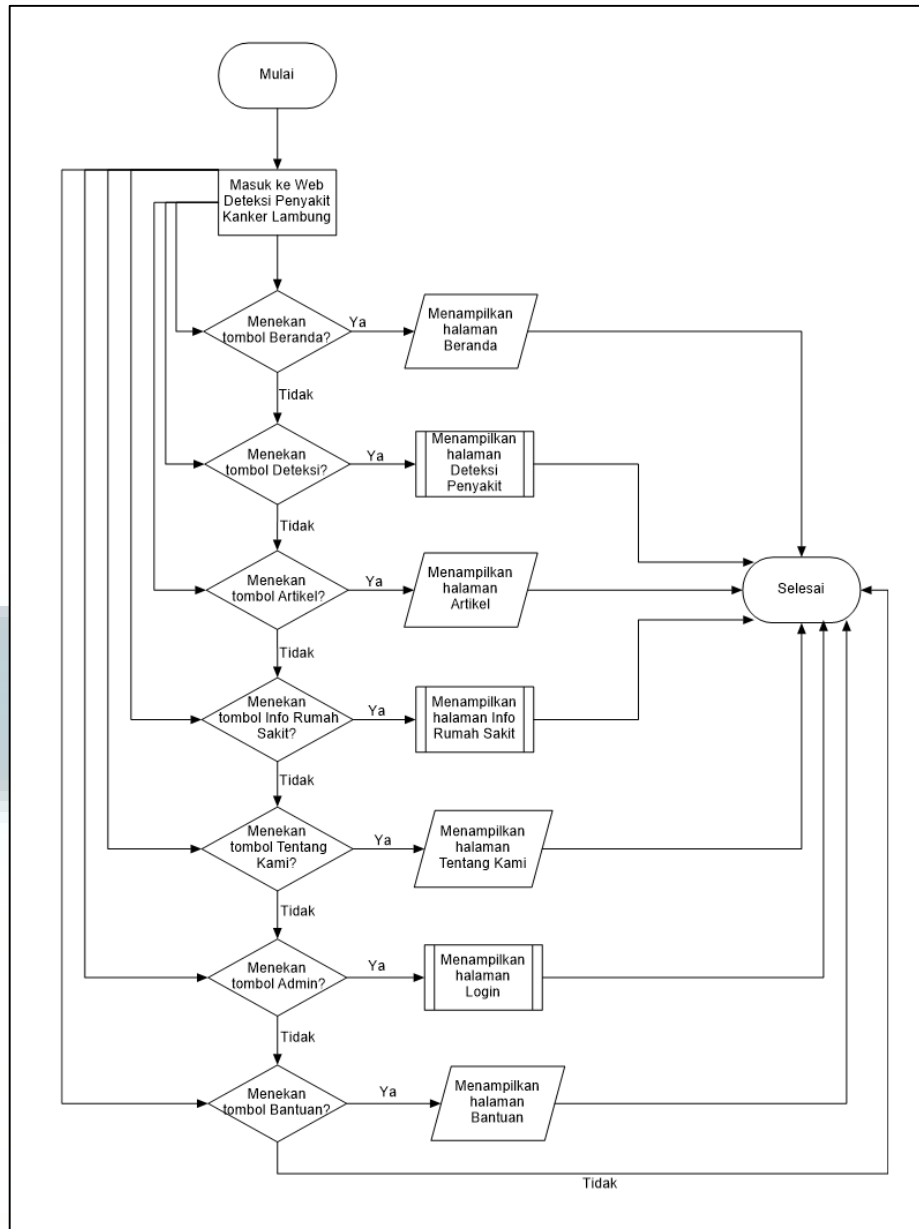 Mulai
Masuk ke Web
Deteksi Penyakit
Kanker Lambung
Menekan
tombol Beranda?
Ya
Menampilkan
halaman
Beranda
Tidak
Menekan
tombol Deteksi?
Ya
Menampilkan
halaman
Deteksi
Penyakit
Tidak
Menekan
tombol Artikel?
Ya
Menampilkan
halaman
Artikel
Selesai
Tidak
Menekan
tombol Info Rumah
Sakit?
Ya
Menampilkan
halaman Info
Rumah Sakit
Tidak
Menekan
tombol Tentang
Kami?
Ya
Menampilkan
halaman
Tentang Kami
Tidak
Menekan
tombol Admin?
Ya
Menampilkan
halaman
Login
Tidak
Menekan
tombol Bantuan?
Ya
Menampilkan
halaman
Bantuan
Tidak